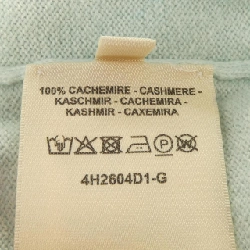 100% CACHEMIRE - CASHMERE -
KASCHMIR - CACHEMIRA -
KASHMIR - CAXEMIRA
4H2604D1-G